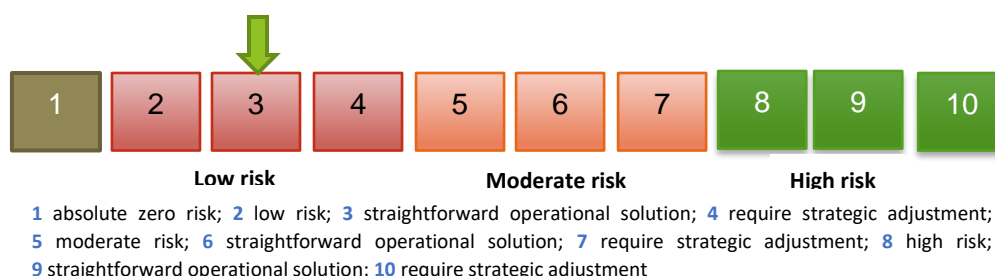 1 2 3 4 5 6 7 8 9 10
Low risk Moderate risk High risk
1 absolute zero risk; 2 low risk; 3 straightforward operational solution; 4 require strategic adjustment;
5 moderate risk; 6 straightforward operational solution; 7 require strategic adjustment; 8 high risk;
9 straightforward operational solution; 10 require strategic adjustment